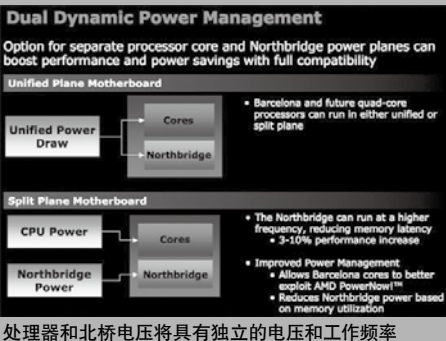 Dual Dynamic Power Management
Option for separate processor core and Northbridge power planes can
boost performance and power savings with full compatibility
Unified Plane Motherboard
Unified Power
Draw
Cores
Northbridge
• Barcelona and future quad-core
processors can run in either unified or
split plane
Split Plane Motherboard
CPU Power
Northbridge
Power
Cores
Northbridge
• The Northbridge can run at a higher
frequency, reducing memory latency
• 3-10% performance increase
• Improved Power Management
• Allows Barcelona cores to better
exploit AMD PowerNow!™
• Reduces Northbridge power based
on memory utilization
处理器和北桥电压将具有独立的电压和工作频率